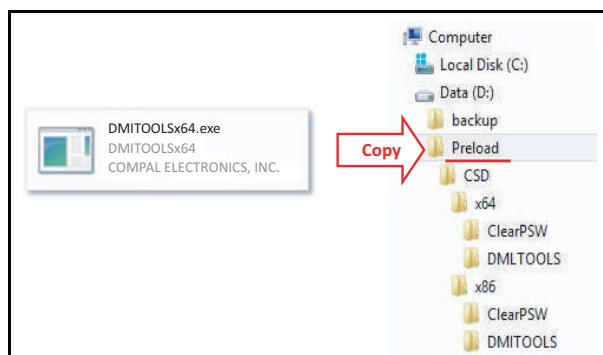 DMITOOLSx64.exe
DMITOOLSx64
COMPAL ELECTRONICS, INC.
Copy
Computer
Local Disk (C:)
Data (D:)
backup
Preload
CSD
x64
ClearPSW
DMLTOOLS
x86
ClearPSW
DMITOOLS